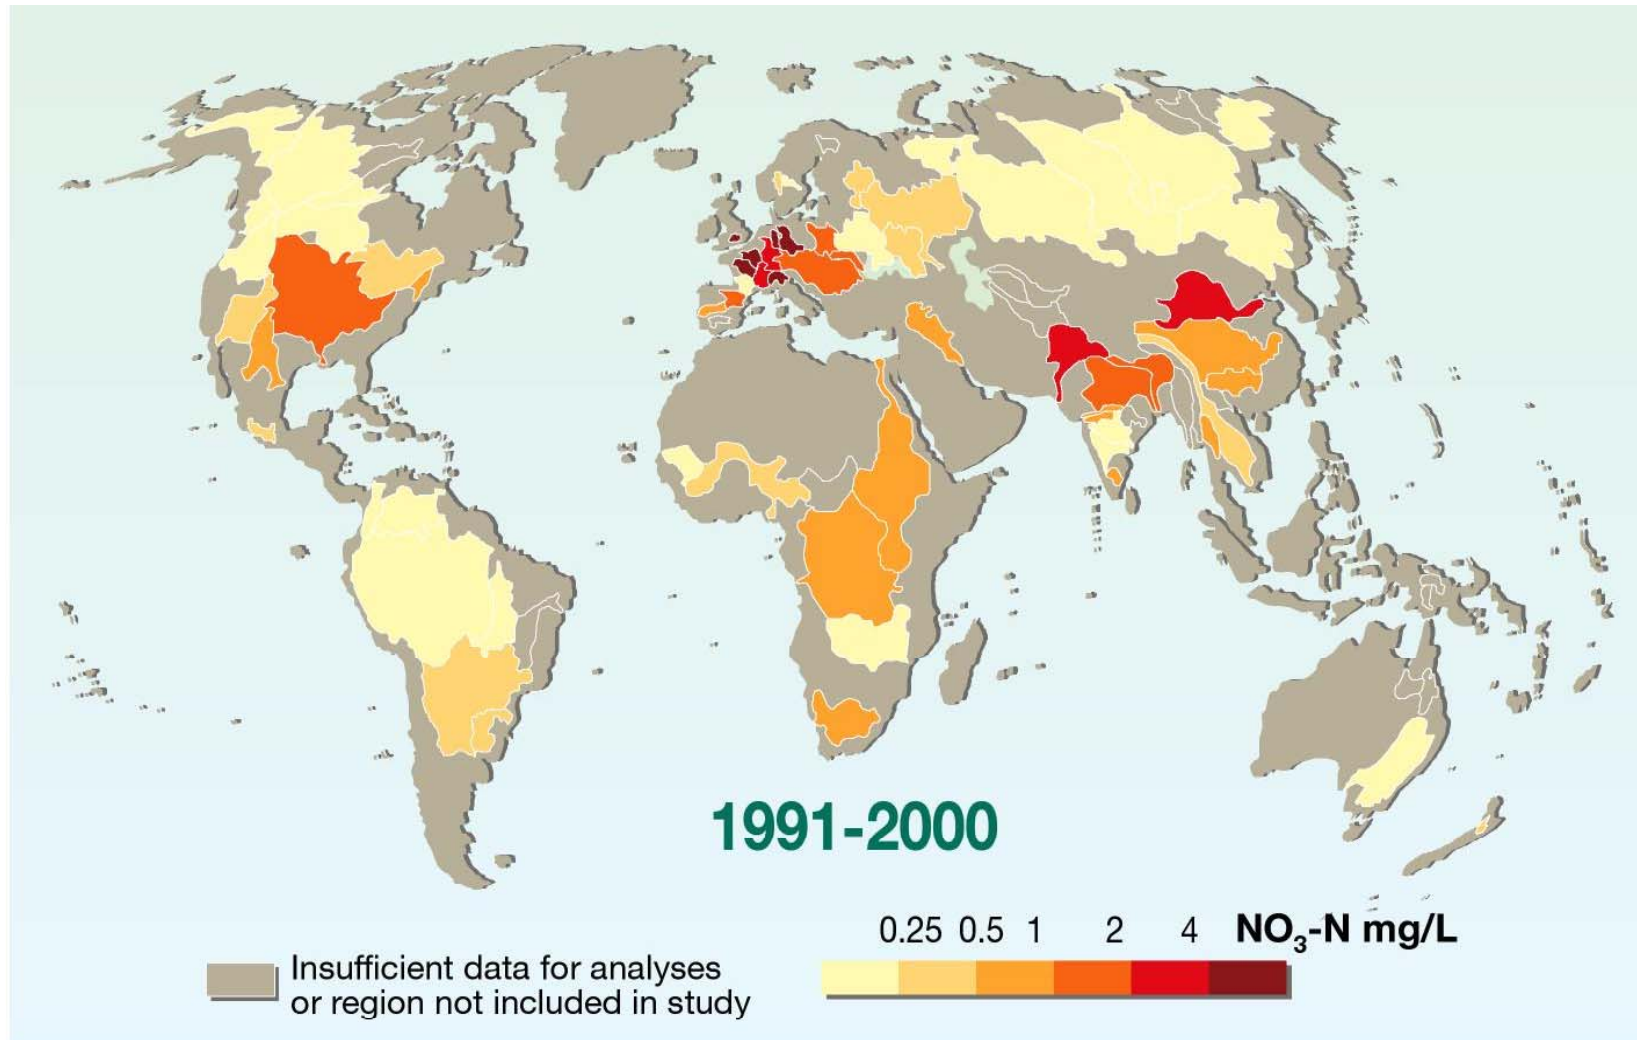 1991-2000
0.25 0.5 1 2 4 NO₃-N mg/L
Insufficient data for analyses
or region not included in study